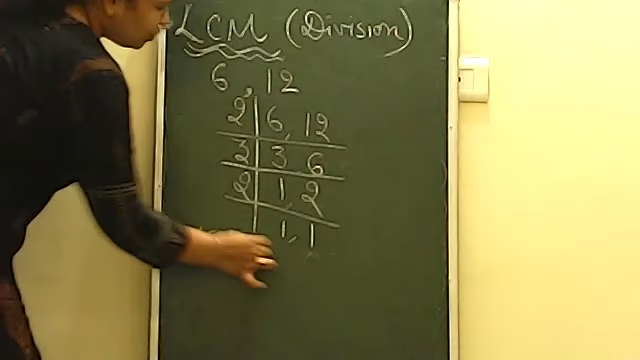 LCM (Division)
6, 12
2 6, 12
3 3 6
2 1, 2
1, 1